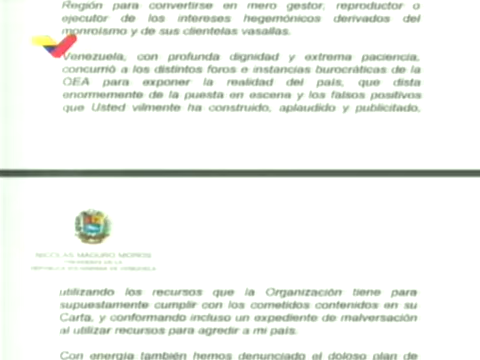 Región para convertirse en mero gestor, reproductor o
ejecutor de los intereses hegemónicos derivados del
monroísmo y de sus clientelas vasallas.
Venezuela, con profunda dignidad y extrema paciencia,
concurrió a los distintos foros e instancias burocráticas de la
OEA para exponer la realidad del país, que dista
enormemente de la puesta en escena y los falsos positivos
que Usted vilmente ha construido, aplaudido y publicitado,
NICOLÁS MADURO MOROS
PRESIDENTE DE LA
REPÚBLICA BOLIVARIANA DE VENEZUELA
utilizando los recursos que la Organización tiene para
supuestamente cumplir con los cometidos contenidos en su
Carta, y conformando incluso un expediente de malversación
al utilizar recursos para agredir a mi país.
Con energía también hemos denunciado el doloso plan de